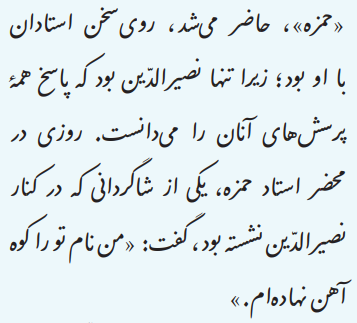 «حمزه»، حاضر می‌شد، روی سخن استادان
با او بود؛ زیرا تنها نصیرالدّین بود که پاسخ همهٔ
پرسش‌های آنان را می‌دانست. روزی در
محضر استاد حمزه، یکی از شاگردانی که در کنار
نصیرالدّین نشسته بود، گفت: «من نام تو را کوه
آهن نهاده‌ام.»